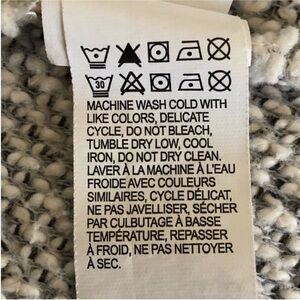 30
MACHINE WASH COLD WITH
LIKE COLORS, DELICATE
CYCLE, DO NOT BLEACH,
TUMBLE DRY LOW, COOL
IRON, DO NOT DRY CLEAN.
LAVER À LA MACHINE À L'EAU
FROIDE AVEC COULEURS
SIMILAIRES, CYCLE DÉLICAT,
NE PAS JAVELLISER, SÉCHER
PAR CULBUTAGE À BASSE
TEMPÉRATURE, REPASSER
À FROID, NE PAS NETTOYER
À SEC.